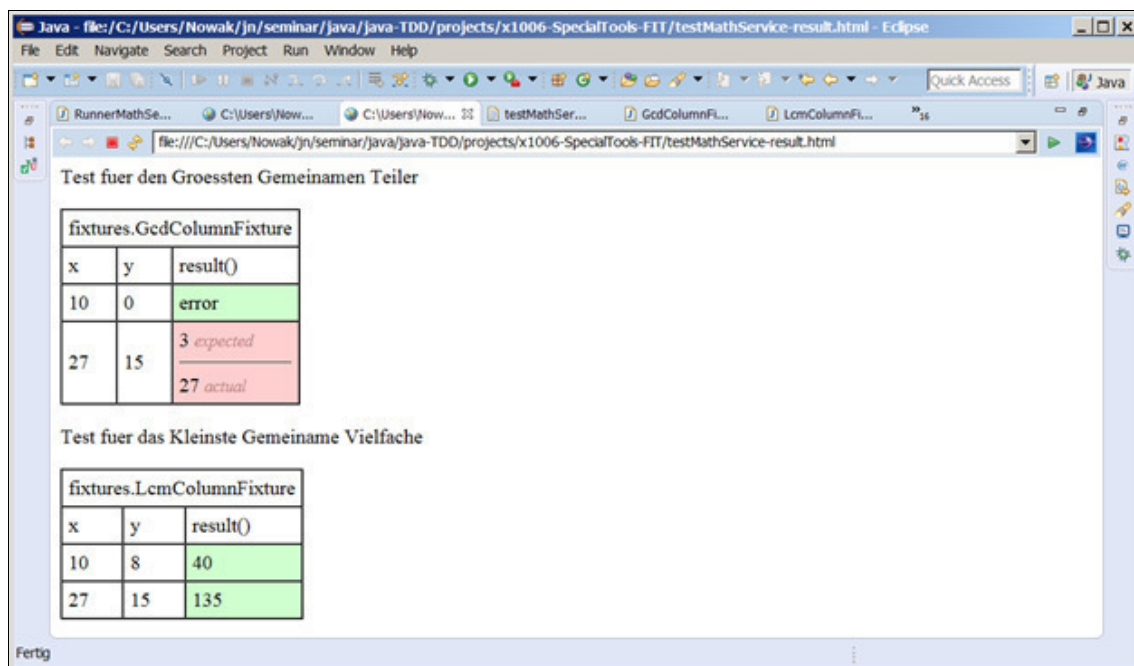 Java - file:/C:/Users/Nowak/jn/seminar/java/java-TDD/projects/x1006-SpecialTools-FIT/testMathService-result.html - Eclipse
File Edit Navigate Search Project Run Window Help
Quick Access Java
RunnerMathSe... C:\Users\Now... C:\Users\Now... testMathSer... GcdColumnFi... LcmColumnFi... »16
file:///C:/Users/Nowak/jn/seminar/java/java-TDD/projects/x1006-SpecialTools-FIT/testMathService-result.html
Test fuer den Groessten Gemeinamen Teiler
fixtures.GcdColumnFixture
x y result()
10 0 error
27 15 3 expected
27 actual
Test fuer das Kleinste Gemeiname Vielfache
fixtures.LcmColumnFixture
x y result()
10 8 40
27 15 135
Fertig